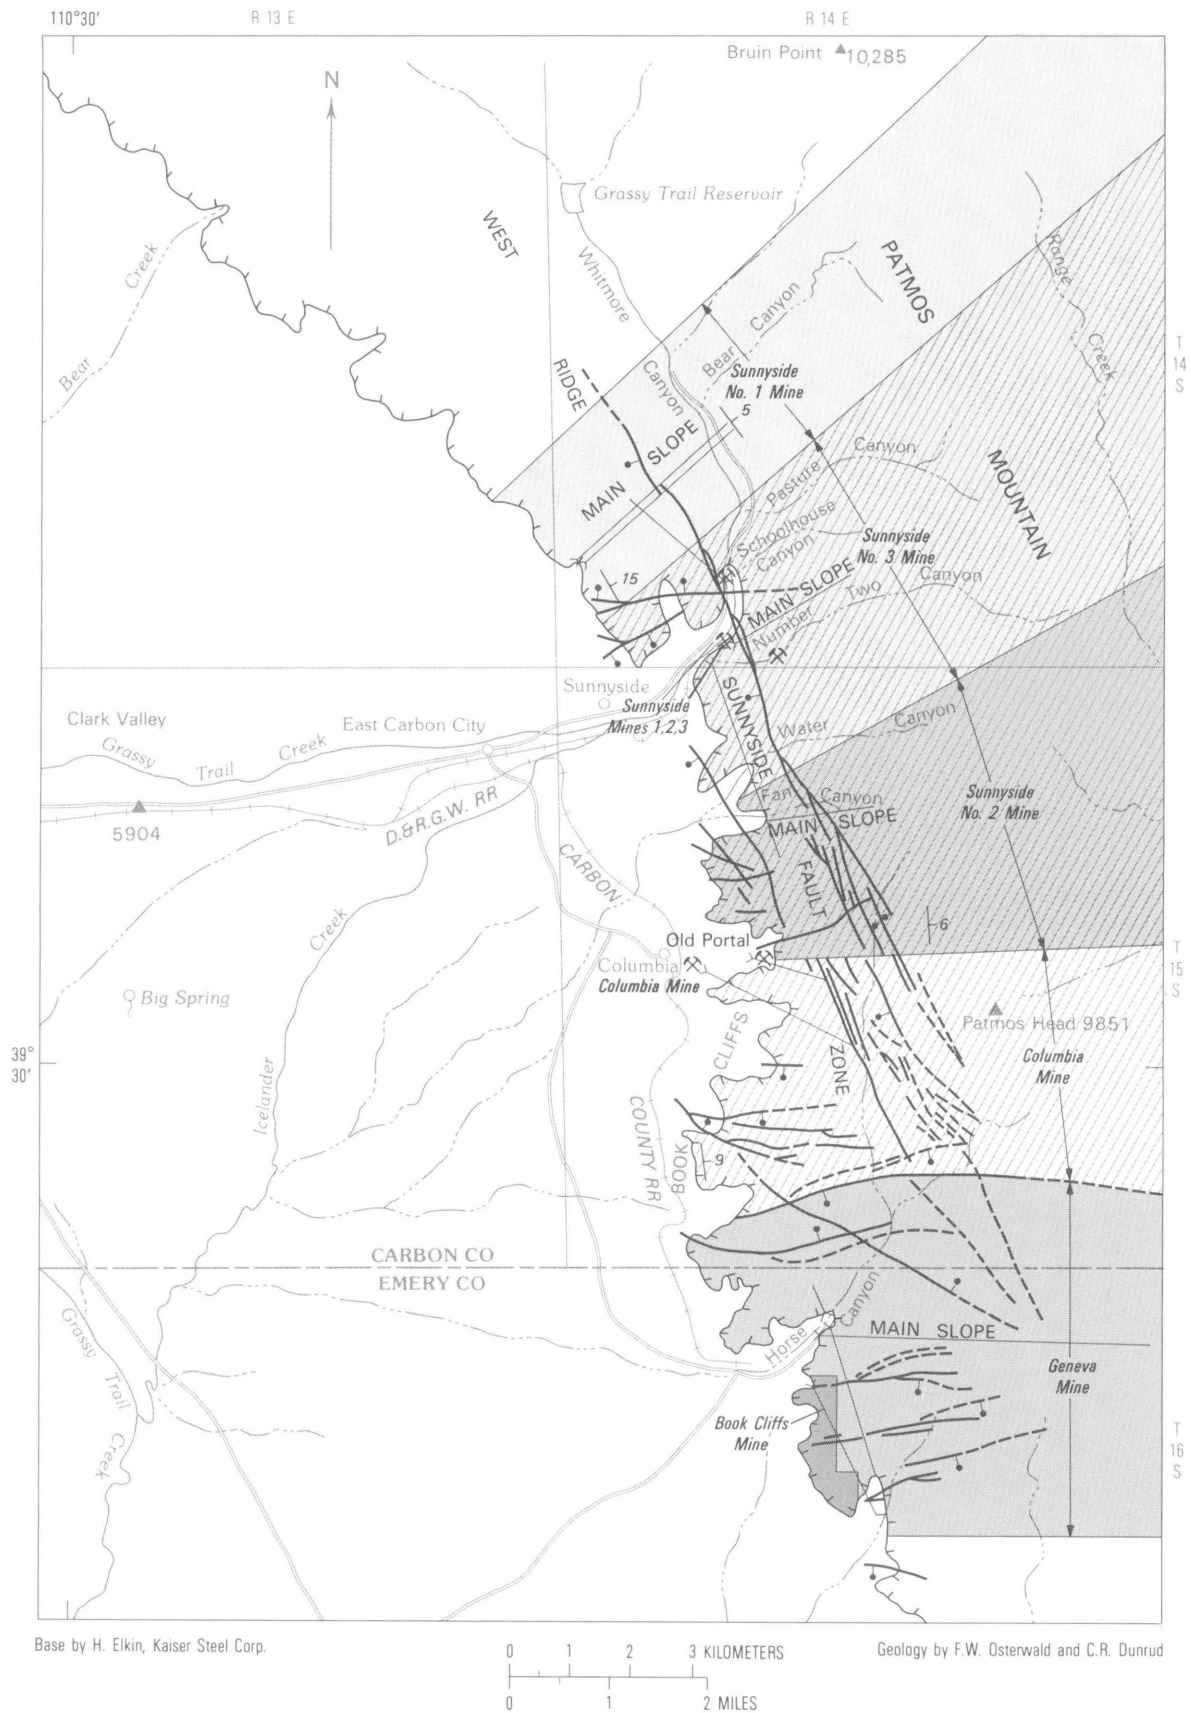 110°30'
R 13 E
R 14 E
Bruin Point 10,285
N
Grassy Trail Reservoir
WEST
RIDGE
Whitmore
Canyon
PATMOS
MOUNTAIN
Range
Creek
Bear
Creek
Bear
Canyon
T
14
S
Sunnyside
No. 1 Mine
5
MAIN
SLOPE
Pasture
Canyon
Schoolhouse
Canyon
Sunnyside
No. 3 Mine
15
MAIN SLOPE
Number
Two
Canyon
Sunnyside
Sunnyside
Mines 1,2,3
SUNNYSIDE
FAULT
ZONE
Clark Valley
East Carbon City
Grassy
Trail
Creek
5904
D.&R.G.W. RR
Water
Canyon
Fan
Canyon
MAIN SLOPE
Sunnyside
No. 2 Mine
CARBON
COUNTY RR
6
Old Portal
Columbia
Columbia Mine
T
15
S
Big Spring
Icelander
Creek
Patmos Head 9851
39°
30'
BOOK
CLIFFS
Columbia
Mine
9
CARBON CO
EMERY CO
Horse
Canyon
MAIN SLOPE
Grassy
Trail
Creek
Geneva
Mine
Book Cliffs
Mine
T
16
S
Base by H. Elkin, Kaiser Steel Corp.
0 1 2 3 KILOMETERS
0 1 2 MILES
Geology by F.W. Osterwald and C.R. Dunrud